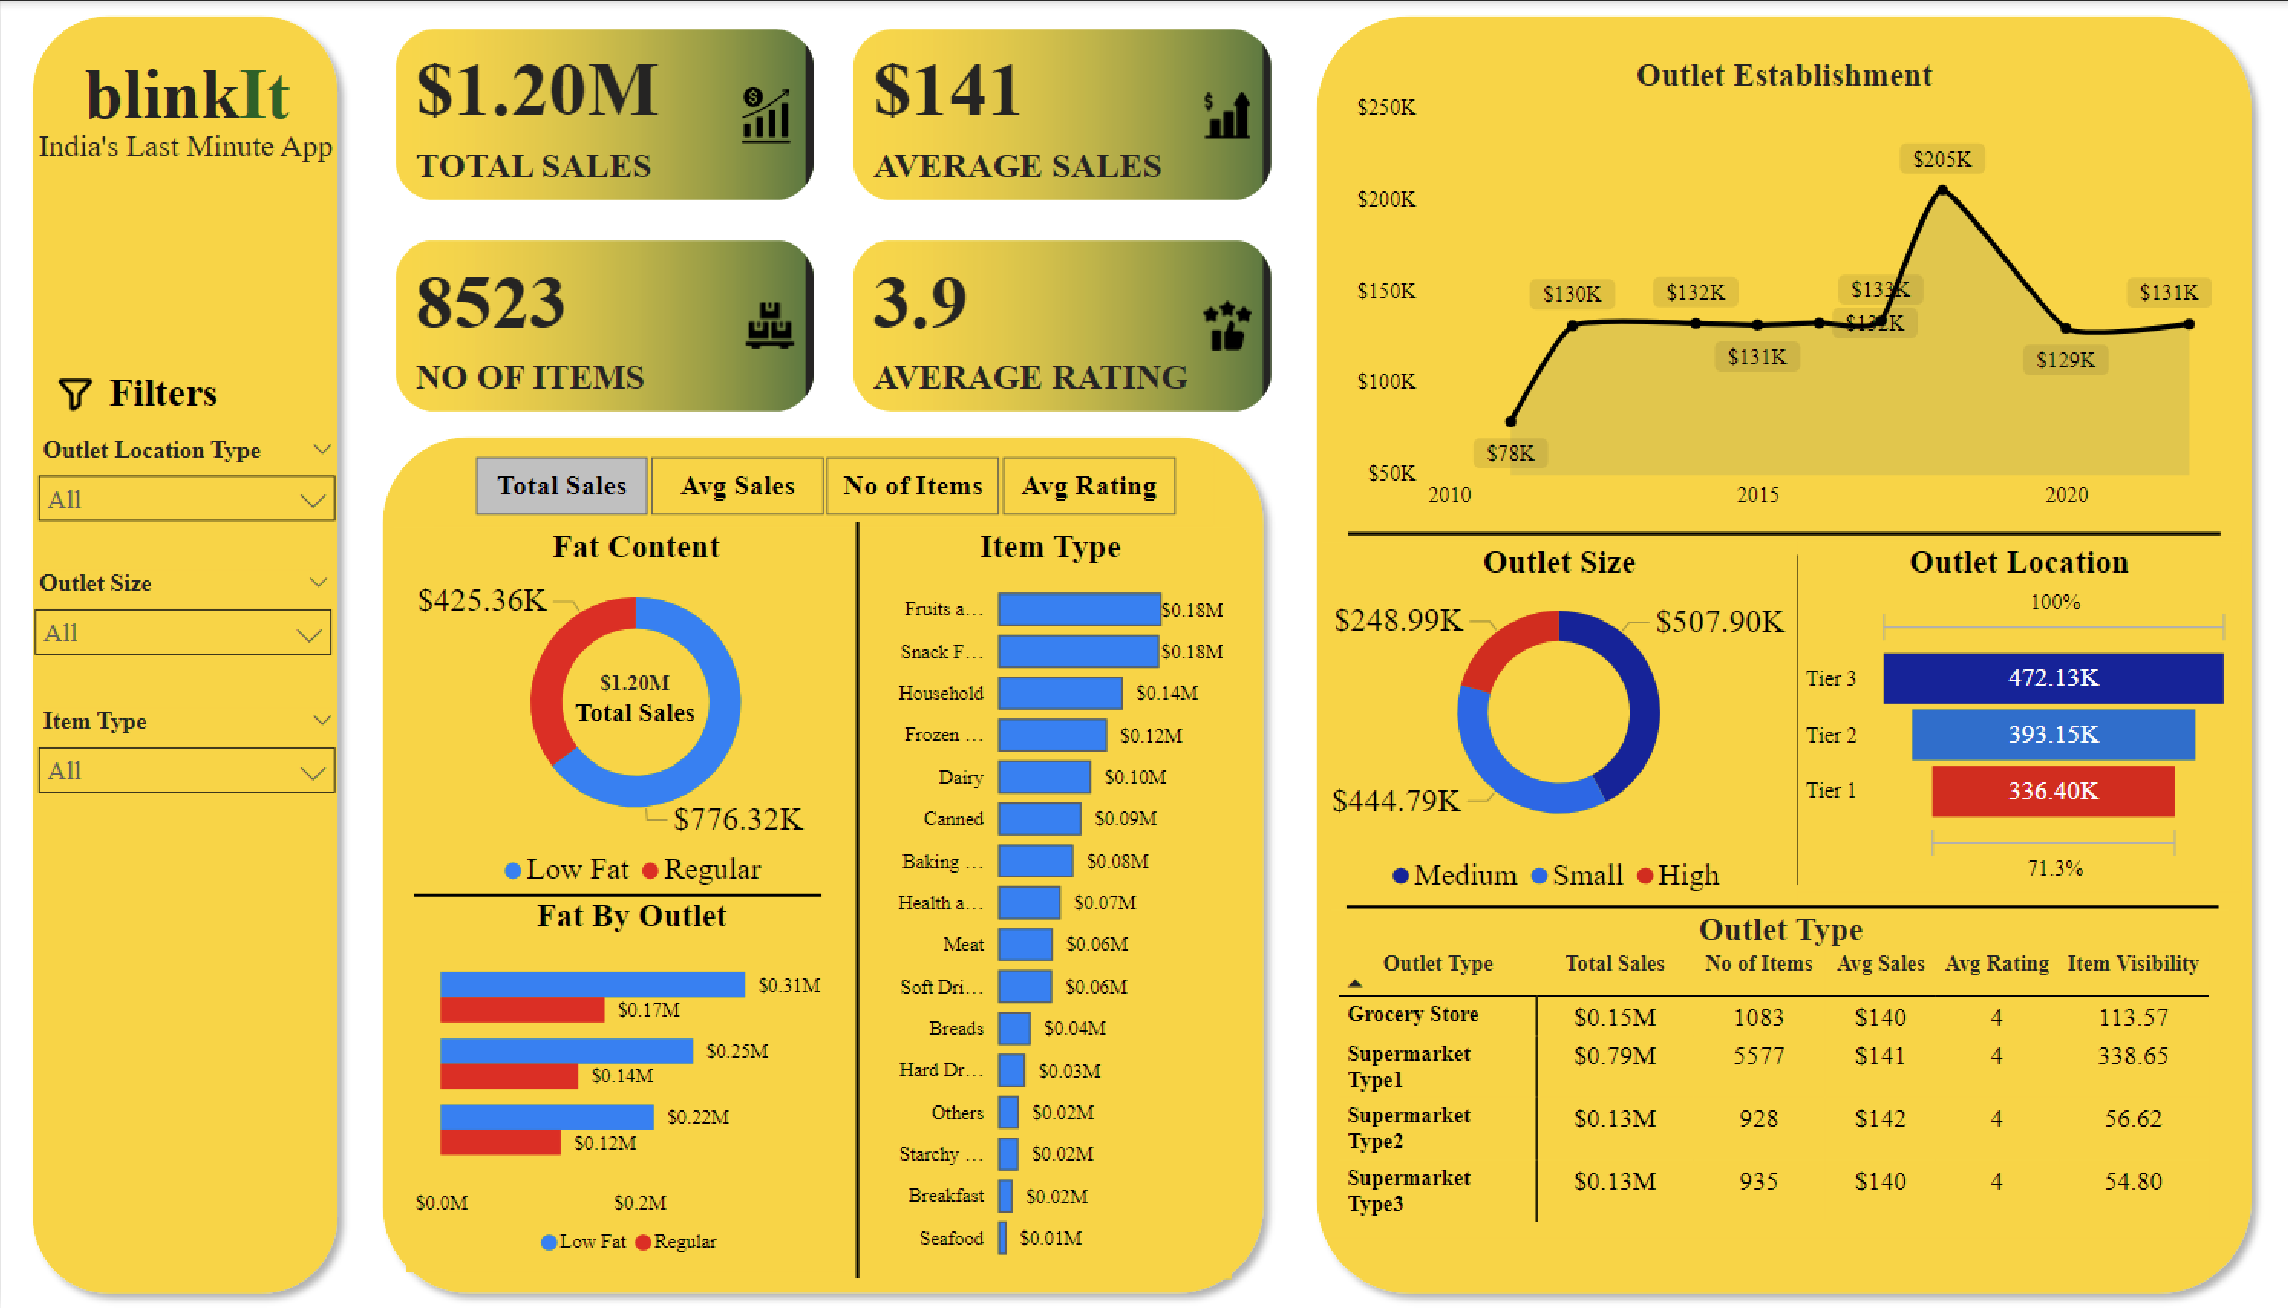 blinkIt
India's Last Minute App
Filters
Outlet Location Type
All
Outlet Size
All
Item Type
All
$1.20M
TOTAL SALES
$141
AVERAGE SALES
8523
NO OF ITEMS
3.9
AVERAGE RATING
Total Sales Avg Sales No of Items Avg Rating
Fat Content
$425.36K
$1.20M
Total Sales
$776.32K
Low Fat Regular
Fat By Outlet
$0.31M
$0.17M
$0.25M
$0.14M
$0.22M
$0.12M
$0.0M $0.2M
Low Fat Regular
Item Type
Fruits a... $0.18M
Snack F... $0.18M
Household $0.14M
Frozen ... $0.12M
Dairy $0.10M
Canned $0.09M
Baking ... $0.08M
Health a... $0.07M
Meat $0.06M
Soft Dri... $0.06M
Breads $0.04M
Hard Dr... $0.03M
Others $0.02M
Starchy ... $0.02M
Breakfast $0.02M
Seafood $0.01M
Outlet Establishment
$250K
$205K
$200K
$150K $130K $132K $133K $131K
$132K
$131K $129K
$100K
$78K
$50K
2010 2015 2020
Outlet Size
$248.99K $507.90K
$444.79K
Medium Small High
Outlet Location
100%
Tier 3 472.13K
Tier 2 393.15K
Tier 1 336.40K
71.3%
Outlet Type
Outlet Type Total Sales No of Items Avg Sales Avg Rating Item Visibility
Grocery Store $0.15M 1083 $140 4 113.57
Supermarket $0.79M 5577 $141 4 338.65
Type1
Supermarket $0.13M 928 $142 4 56.62
Type2
Supermarket $0.13M 935 $140 4 54.80
Type3